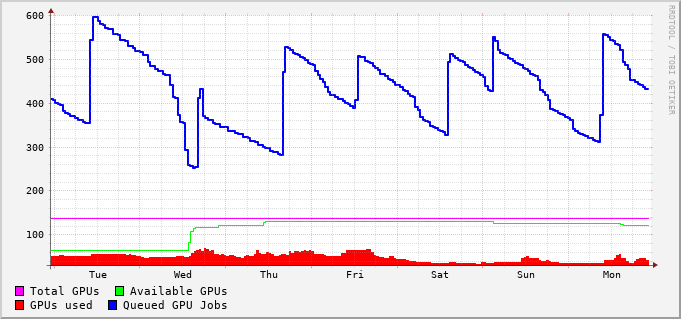 600
500
400
300
200
100
Tue Wed Thu Fri Sat Sun Mon
Total GPUs Available GPUs
GPUs used Queued GPU Jobs
RRDTOOL / TOBI OETIKER